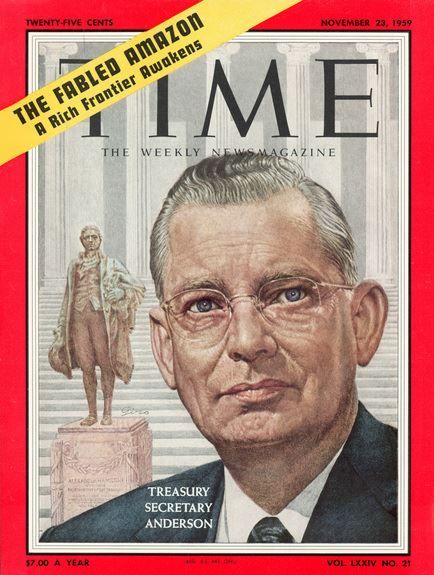 TWENTY-FIVE CENTS
NOVEMBER 23, 1959
THE FABLED AMAZON
A Rich Frontier Awakens
TIME
THE WEEKLY NEWSMAGAZINE
ALEXANDER HAMILTON
TREASURY
SECRETARY
ANDERSON
$7.00 A YEAR
VOL. LXXIV NO. 21